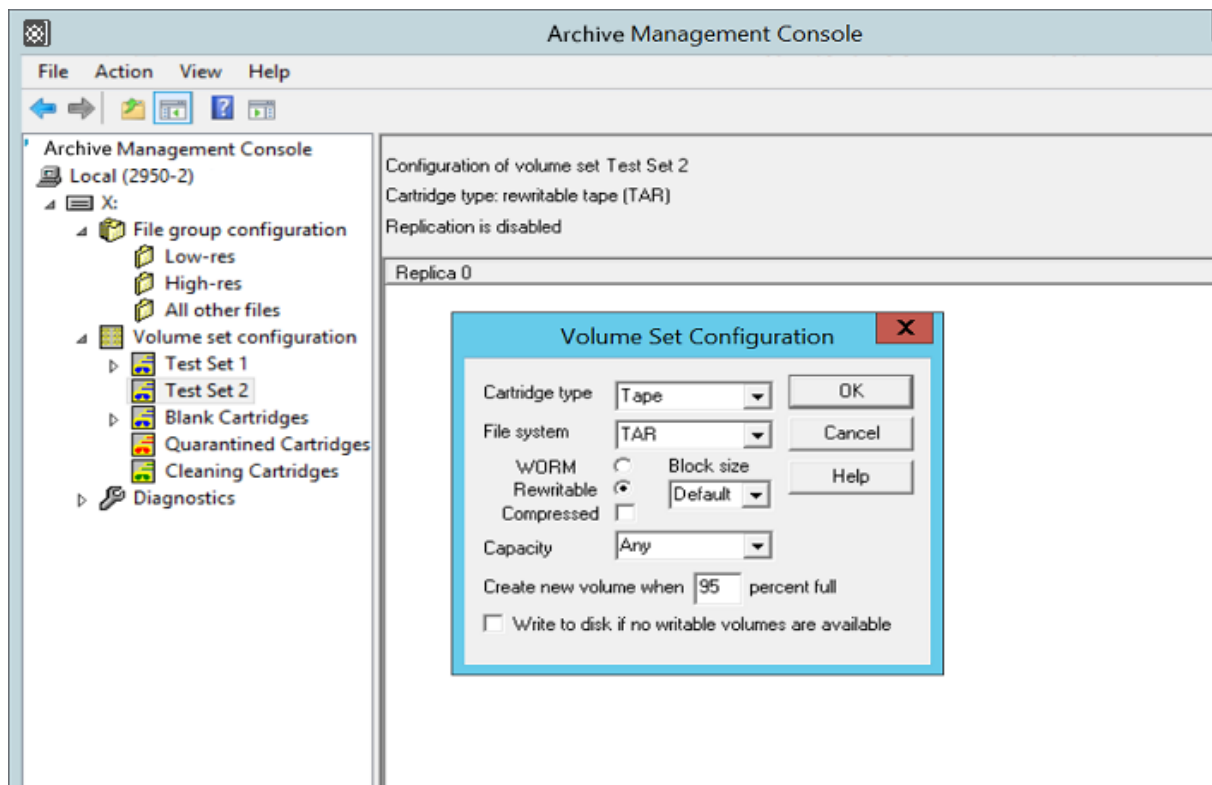 Archive Management Console
File Action View Help
Archive Management Console
Local (2950-2)
X:
File group configuration
Low-res
High-res
All other files
Volume set configuration
Test Set 1
Test Set 2
Blank Cartridges
Quarantined Cartridges
Cleaning Cartridges
Diagnostics
Configuration of volume set Test Set 2
Cartridge type: rewritable tape (TAR)
Replication is disabled
Replica 0
Volume Set Configuration
Cartridge type Tape OK
File system TAR Cancel
WORM Block size Help
Rewritable Default
Compressed
Capacity Any
Create new volume when 95 percent full
Write to disk if no writable volumes are available